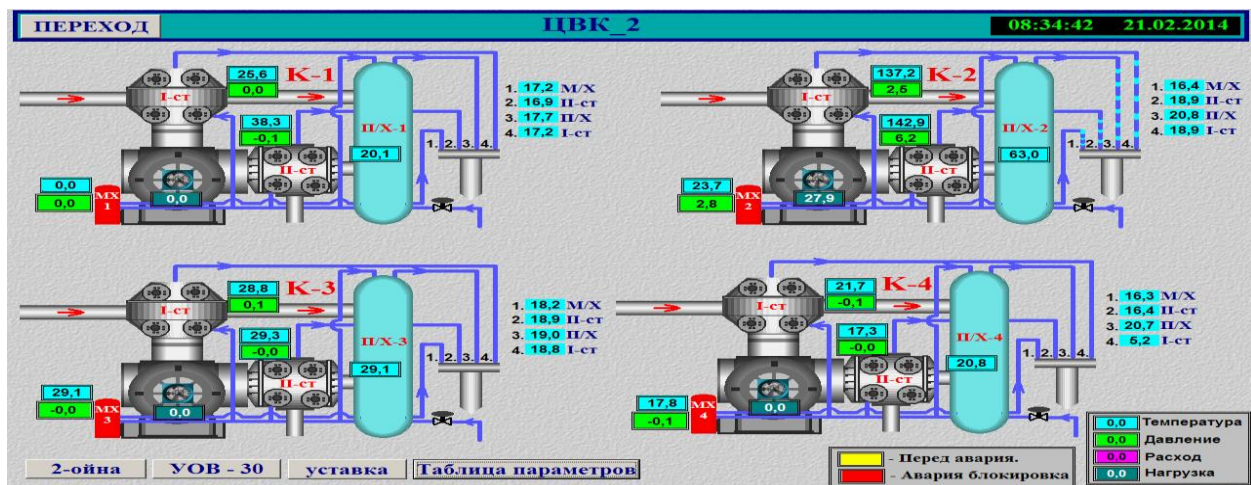 ПЕРЕХОД
ЦВК_2
08:34:42 21.02.2014
25,6
0,0
К-1
I-ст
38,3
-0,1
П/Х-1
20,1
II-ст
0,0
0,0
МХ 1
0,0
1. 17,2 М/Х
2. 16,9 II-ст
3. 17,7 П/Х
4. 17,2 I-ст
1. 2. 3. 4.
137,2
2,5
К-2
I-ст
142,9
6,2
П/Х-2
63,0
II-ст
23,7
2,8
МХ 2
27,9
1. 16,4 М/Х
2. 18,9 II-ст
3. 20,8 П/Х
4. 18,9 I-ст
1. 2. 3. 4.
28,8
0,1
К-3
I-ст
29,3
-0,0
П/Х-3
29,1
II-ст
29,1
-0,0
МХ 3
0,0
1. 18,2 М/Х
2. 18,9 II-ст
3. 19,0 П/Х
4. 18,8 I-ст
1. 2. 3. 4.
21,7
-0,1
К-4
I-ст
17,3
-0,0
П/Х-4
20,8
II-ст
17,8
-0,1
МХ 4
0,0
1. 16,3 М/Х
2. 16,4 II-ст
3. 20,7 П/Х
4. 5,2 I-ст
1. 2. 3. 4.
2-ойна
УОВ - 30
уставка
Таблица параметров
- Перед авария.
- Авария блокировка
0,0 Температура
0,0 Давление
0,0 Расход
0,0 Нагрузка